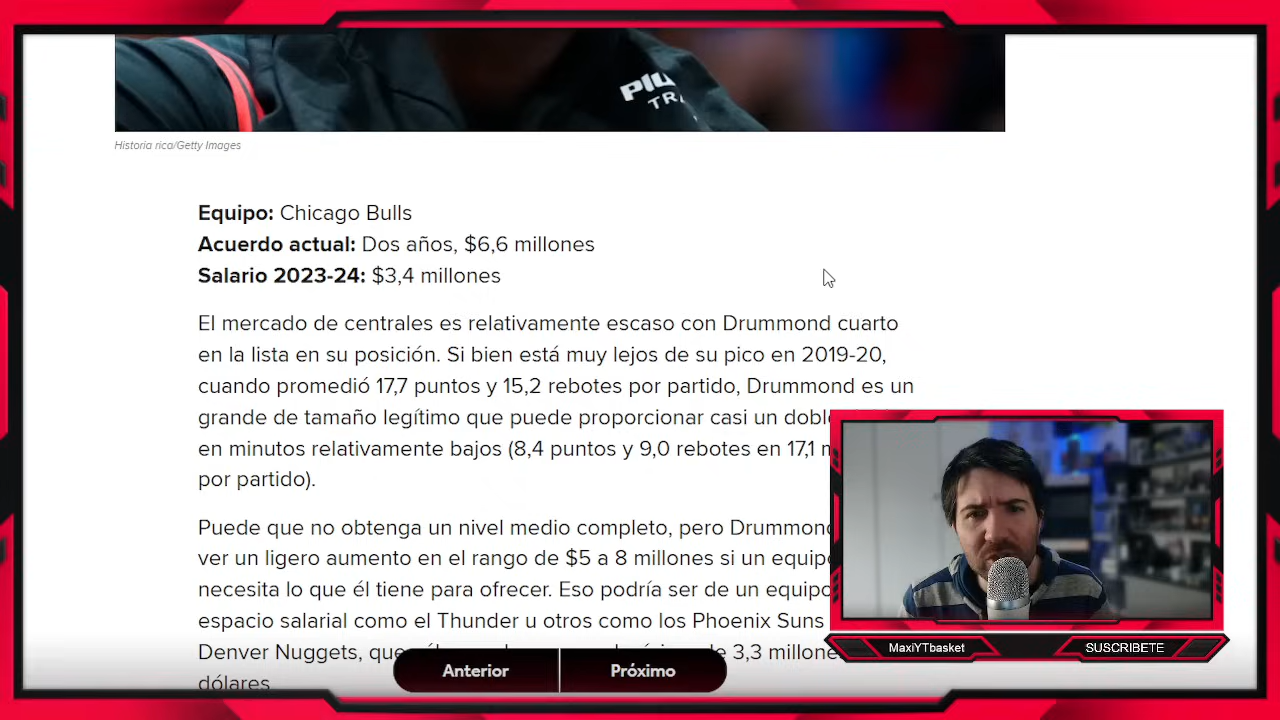 TR
Historia rica/Getty Images
Equipo: Chicago Bulls
Acuerdo actual: Dos años, $6,6 millones
Salario 2023-24: $3,4 millones
El mercado de centrales es relativamente escaso con Drummond cuarto
en la lista en su posición. Si bien está muy lejos de su pico en 2019-20,
cuando promedió 17,7 puntos y 15,2 rebotes por partido, Drummond es un
grande de tamaño legítimo que puede proporcionar casi un
en minutos relativamente bajos (8,4 puntos y 9,0 rebotes en 17,1
por partido).
Puede que no obtenga un nivel medio completo, pero Drummond
ver un ligero aumento en el rango de $5 a 8 millones si un equipo
necesita lo que él tiene para ofrecer. Eso podría ser de un equipo
espacio salarial como el Thunder u otros como los Phoenix Suns
Denver Nuggets, de 3,3
dólares
Anterior
Próximo
MaxiYTbasket
SUSCRIBETE